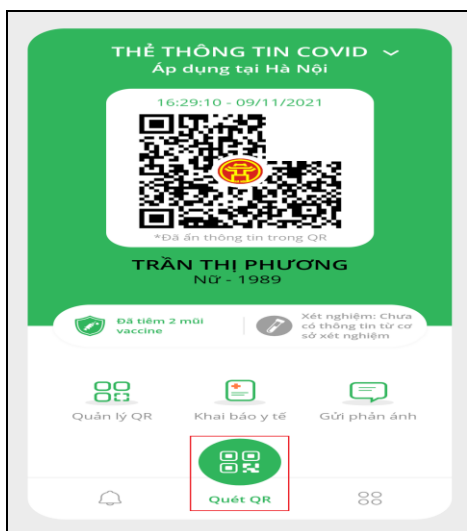 THẺ THÔNG TIN COVID
Áp dụng tại Hà Nội
16:29:10 - 09/11/2021
*Đã ẩn thông tin trong QR
TRẦN THỊ PHƯƠNG
Nữ - 1989
Đã tiêm 2 mũi
vaccine
Xét nghiệm: Chưa
có thông tin từ cơ
sở xét nghiệm
Quản lý QR
Khai báo y tế
Gửi phản ánh
Quét QR